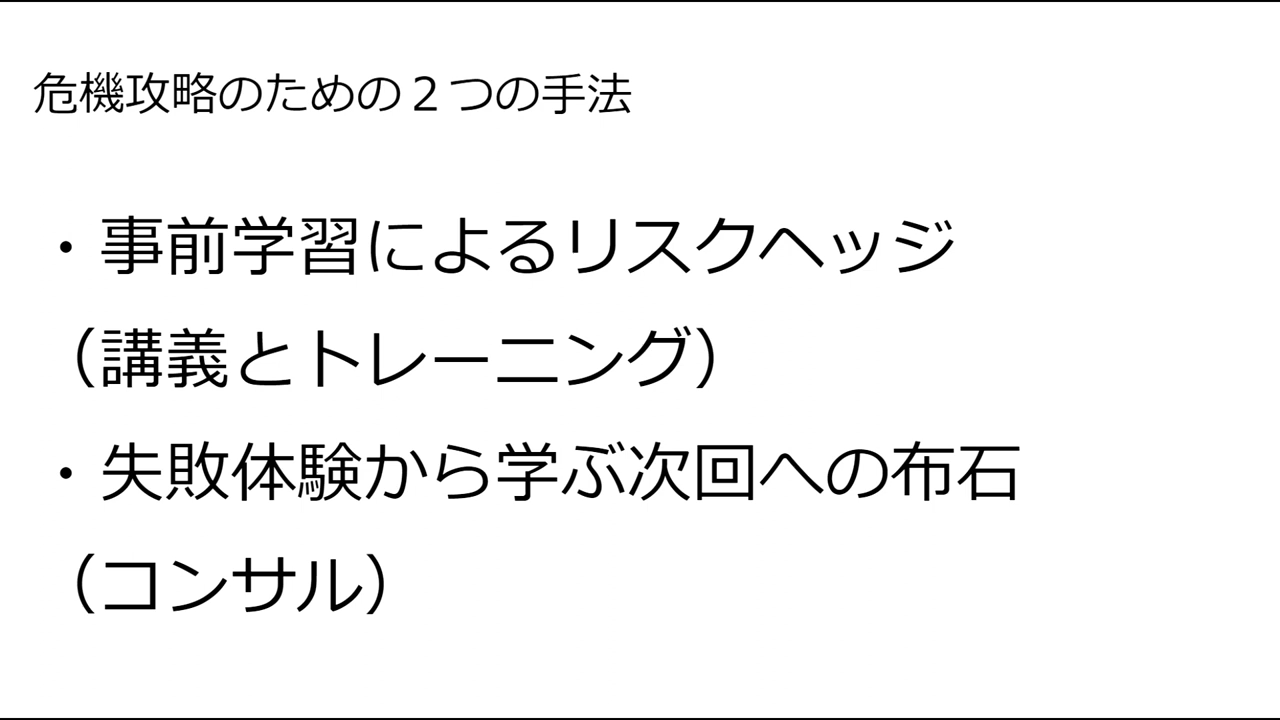 危機攻略のための２つの手法
・事前学習によるリスクヘッジ
（講義とトレーニング）
・失敗体験から学ぶ次回への布石
（コンサル）